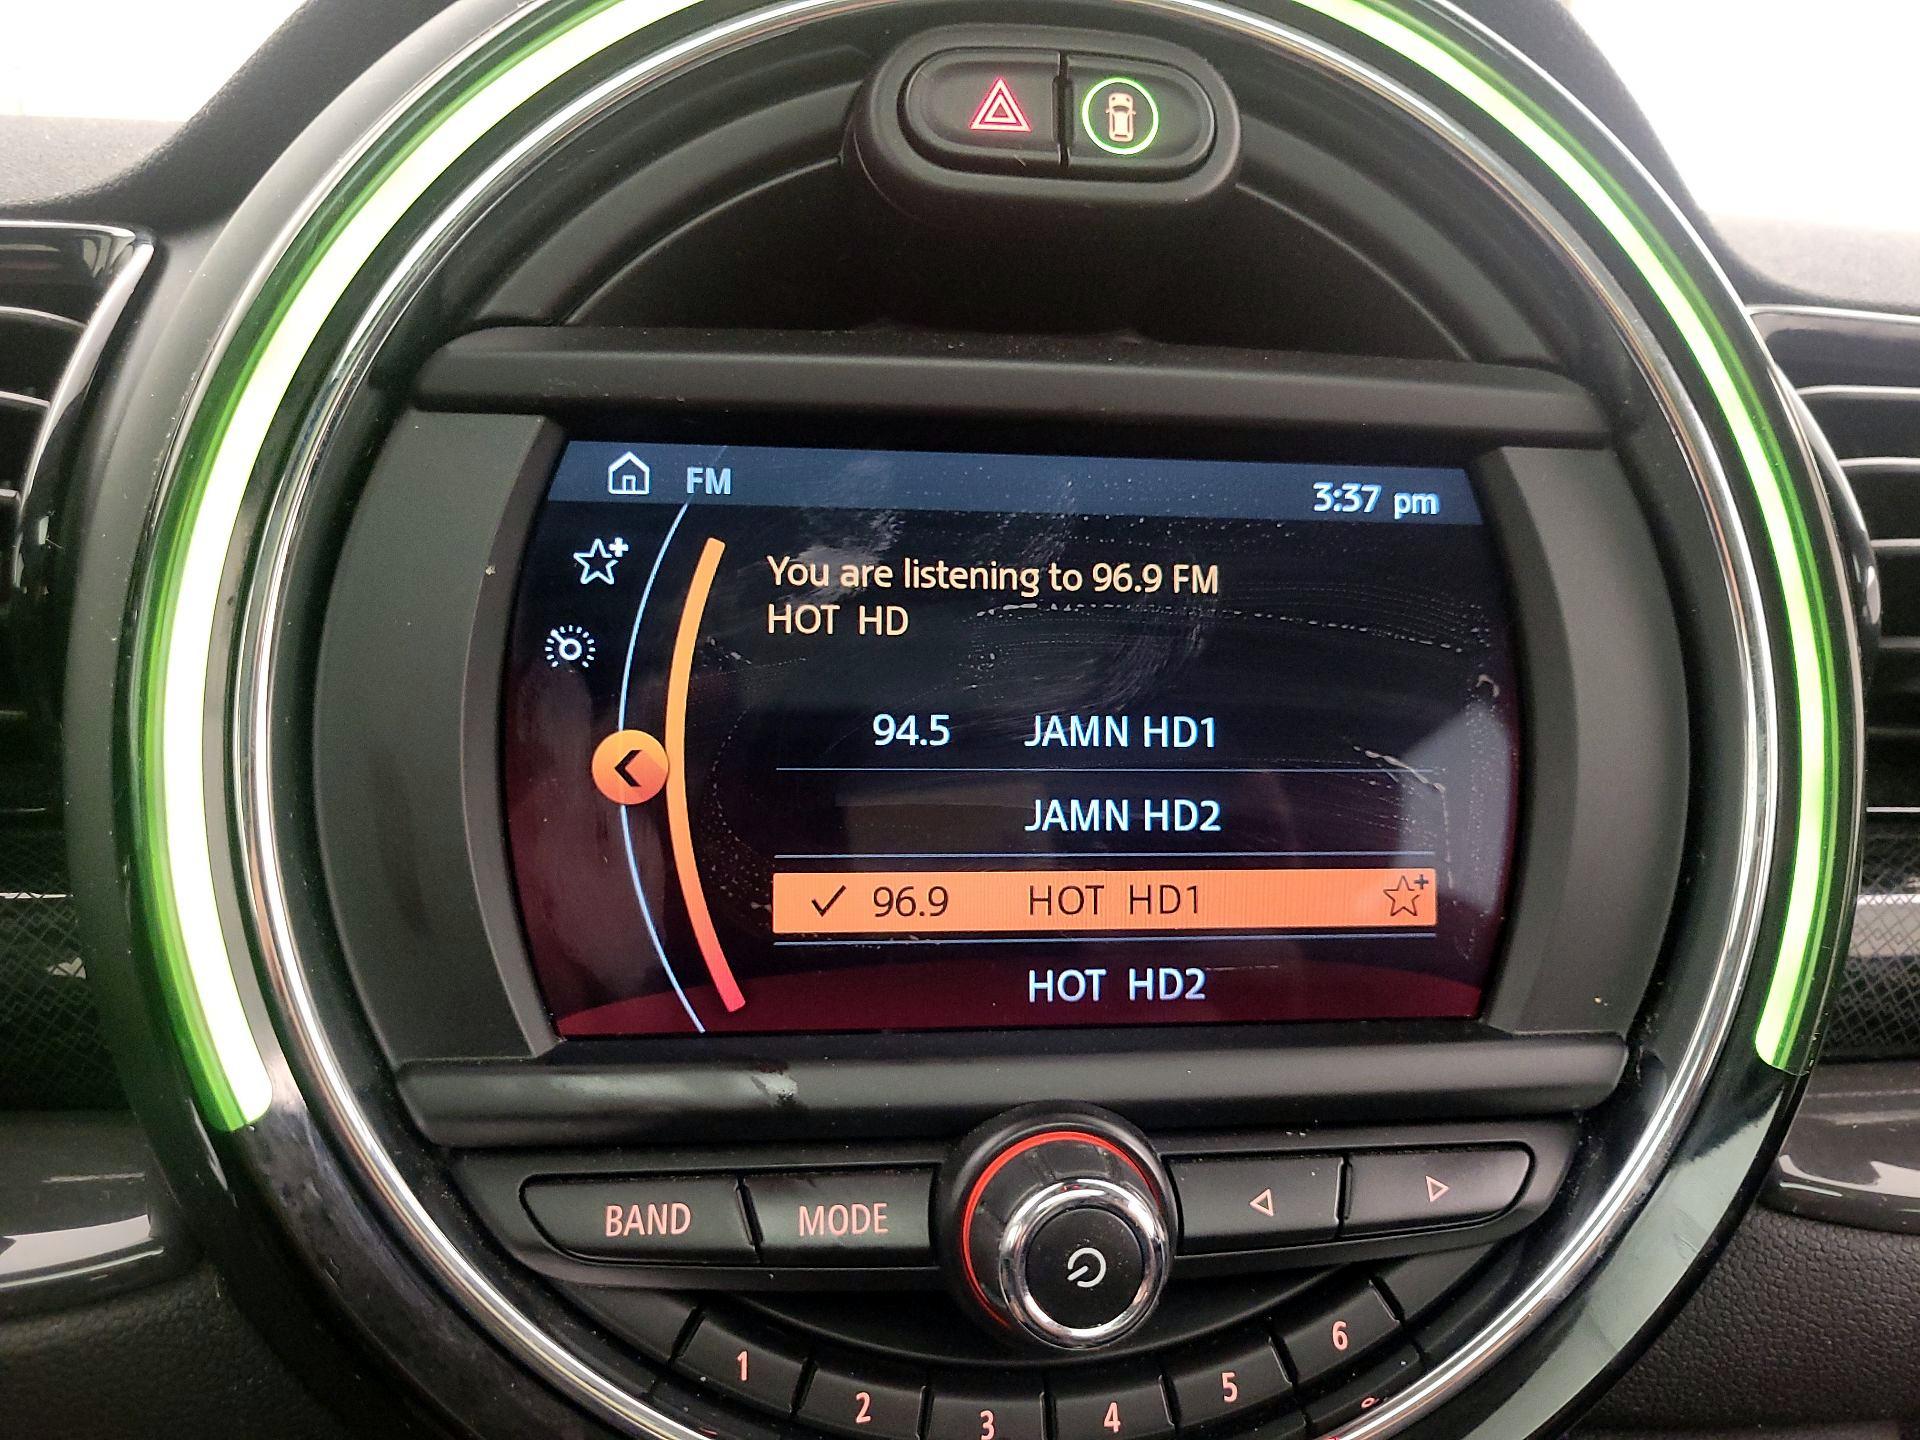 FM 3:37 pm
You are listening to 96.9 FM
HOT HD
94.5 JAMN HD1
JAMN HD2
96.9 HOT HD1
HOT HD2
BAND MODE
1 2 3 4 5 6